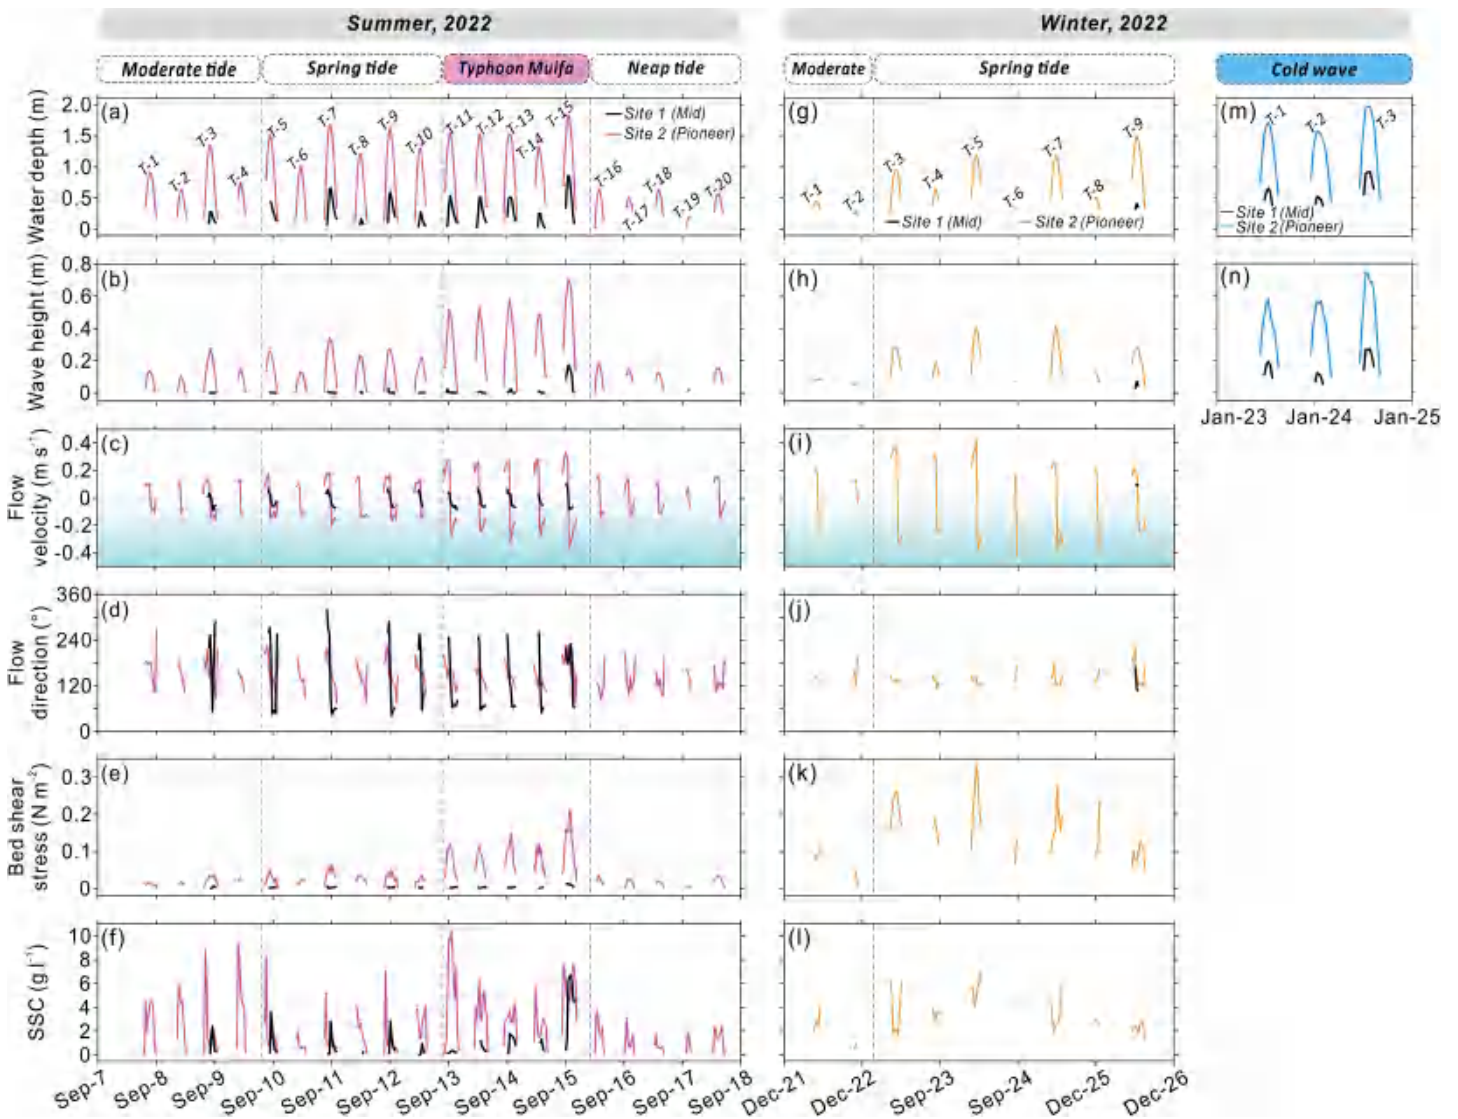 Summer, 2022
Winter, 2022
Moderate tide
Spring tide
Typhoon Muifa
Neap tide
Moderate
Spring tide
Cold wave
Water depth (m)
2.0
1.5
1.0
0.5
0
(a)
T-1
T-2
T-3
T-4
T-5
T-6
T-7
T-8
T-9
T-10
T-11
T-12
T-13
T-14
T-15
T-16
T-17
T-18
T-19
T-20
Site 1 (Mid)
Site 2 (Pioneer)
(g)
T-1
T-2
T-3
T-4
T-5
T-6
T-7
T-8
T-9
Site 1 (Mid)
Site 2 (Pioneer)
(m)
T-1
T-2
T-3
Site 1 (Mid)
Site 2 (Pioneer)
Wave height (m)
0.8
0.6
0.4
0.2
0
(b)
(h)
(n)
Jan-23 Jan-24 Jan-25
Flow
velocity (m s⁻¹)
0.4
0.2
0
-0.2
-0.4
(c)
(i)
Flow
direction (°)
360
240
120
0
(d)
(j)
Bed shear
stress (N m⁻²)
0.3
0.2
0.1
0
(e)
(k)
SSC (g l⁻¹)
10
8
6
4
2
0
(f)
(l)
Sep-7 Sep-8 Sep-9 Sep-10 Sep-11 Sep-12 Sep-13 Sep-14 Sep-15 Sep-16 Sep-17 Sep-18
Dec-21 Dec-22 Sep-23 Sep-24 Dec-25 Dec-26